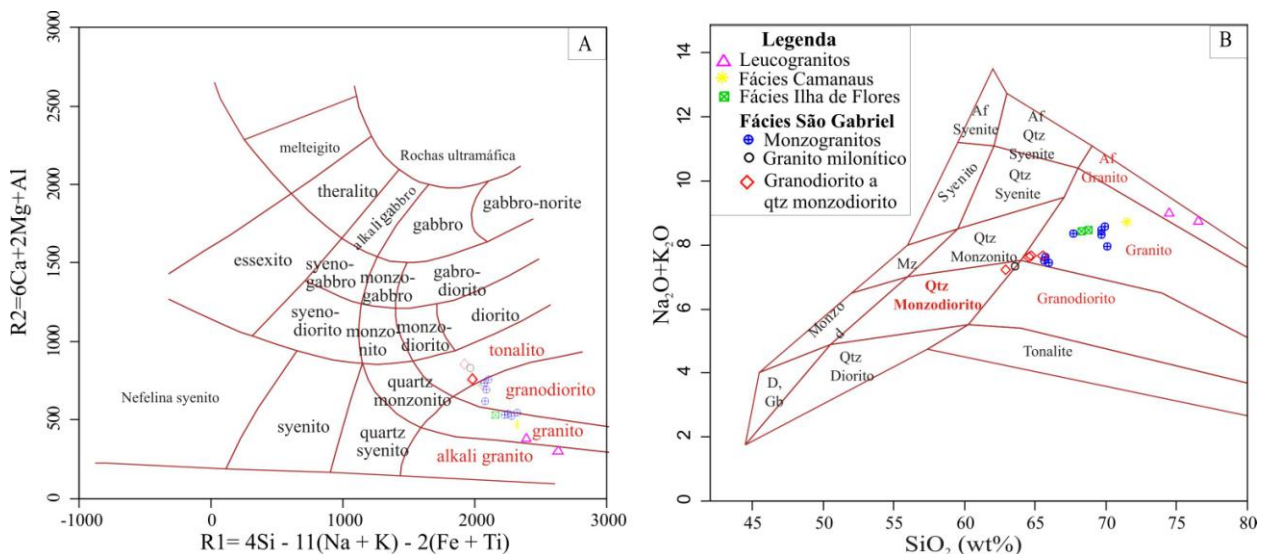 A
R2=6Ca+2Mg+Al
3000
2500
2000
1500
1000
500
0
-1000
0
1000
2000
3000
R1= 4Si - 11(Na + K) - 2(Fe + Ti)
melteigito
Rochas ultramáfica
theralito
alkali gabbro
gabbro
gabbro-norite
essexito
syeno-
gabbro
monzo-
gabbro
gabro-
diorito
syeno-
diorito
monzo-
nito
monzo-
diorito
diorito
tonalito
Nefelina syenito
syenito
quartz
monzonito
granodiorito
quartz
syenito
granito
alkali granito
B
Legenda
Leucogranitos
Fácies Camanaus
Fácies Ilha de Flores
Fácies São Gabriel
Monzogranitos
Granito milonítico
Granodiorito a
qtz monzodiorito
Na₂O+K₂O
14
12
10
8
6
4
2
0
45
50
55
60
65
70
75
80
SiO₂ (wt%)
Af
Syenite
Af
Qtz
Syenite
Af
Granito
Syenito
Qtz
Syenite
Granito
Mz
Qtz
Monzonito
Qtz
Monzodiorito
Granodiorito
Monzo
d
Tonalite
D,
Gb
Qtz
Diorito